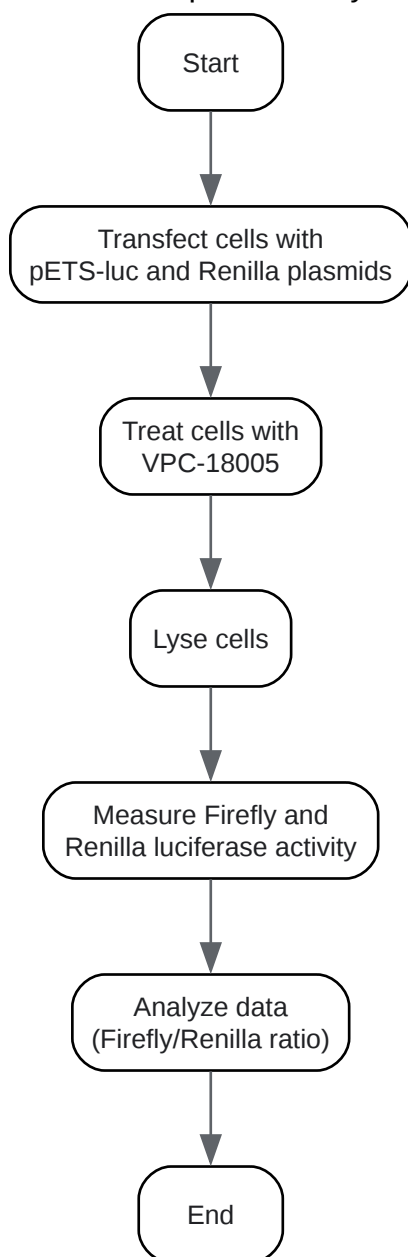 Start
Transfect cells with
pETS-luc and Renilla plasmids
Treat cells with
VPC-18005
Lyse cells
Measure Firefly and
Renilla luciferase activity
Analyze data
(Firefly/Renilla ratio)
End